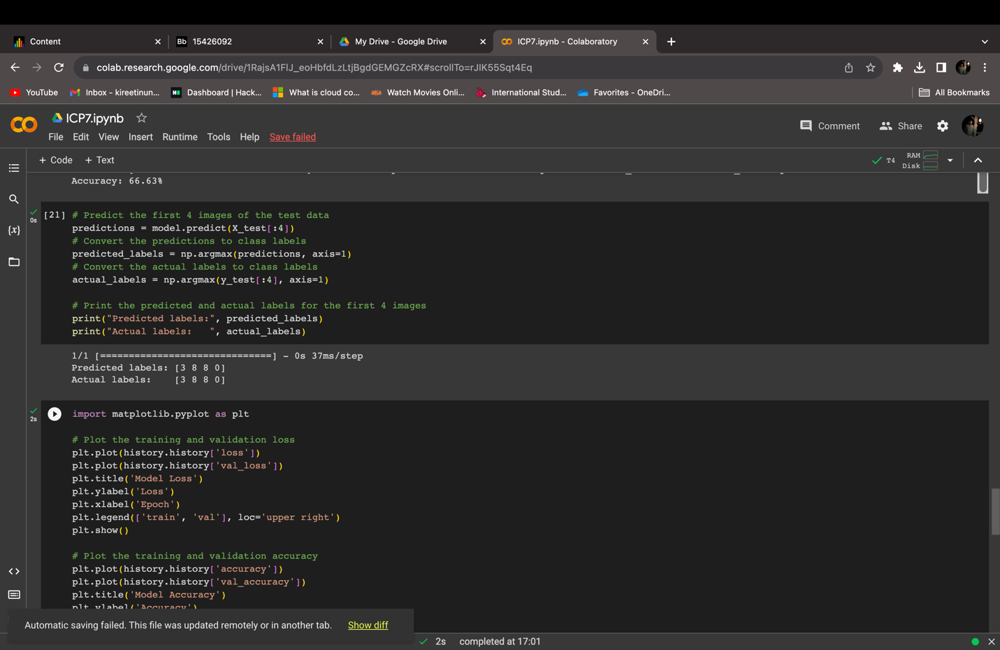 Content
Bb 15426092
My Drive - Google Drive
ICP7.ipynb - Colaboratory
colab.research.google.com/drive/1RajsA1FlJ_eoHbfdLzLtjBgdGEMGZcRX#scrollTo=rJIK55Sqt4Eq
YouTube
Inbox - kireetinun...
Dashboard | Hack...
What is cloud co...
Watch Movies Onli...
International Stud...
Favorites - OneDri...
All Bookmarks
ICP7.ipynb
Comment
Share
File Edit View Insert Runtime Tools Help Save failed
+ Code + Text
T4
RAM
Disk
Accuracy: 66.63%
0s
[21] # Predict the first 4 images of the test data
predictions = model.predict(X_test[:4])
# Convert the predictions to class labels
predicted_labels = np.argmax(predictions, axis=1)
# Convert the actual labels to class labels
actual_labels = np.argmax(y_test[:4], axis=1)
# Print the predicted and actual labels for the first 4 images
print("Predicted labels:", predicted_labels)
print("Actual labels:   ", actual_labels)
1/1 [==============================] - 0s 37ms/step
Predicted labels: [3 8 8 0]
Actual labels:    [3 8 8 0]
2s
import matplotlib.pyplot as plt
# Plot the training and validation loss
plt.plot(history.history['loss'])
plt.plot(history.history['val_loss'])
plt.title('Model Loss')
plt.ylabel('Loss')
plt.xlabel('Epoch')
plt.legend(['train', 'val'], loc='upper right')
plt.show()
# Plot the training and validation accuracy
plt.plot(history.history['accuracy'])
plt.plot(history.history['val_accuracy'])
plt.title('Model Accuracy')
plt.ylabel('Accuracy')
Automatic saving failed. This file was updated remotely or in another tab. Show diff
2s completed at 17:01